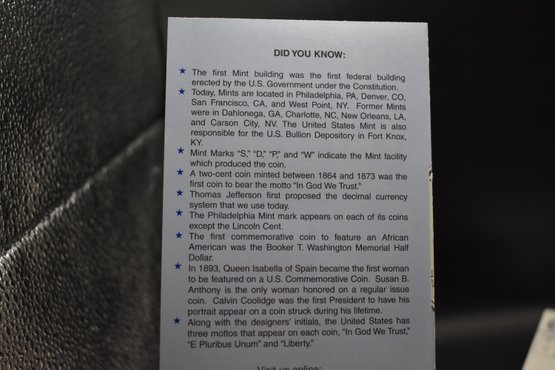 DID YOU KNOW:
★ The first Mint building was the first federal building
erected by the U.S. Government under the Constitution.
★ Today, Mints are located in Philadelphia, PA, Denver, CO,
San Francisco, CA, and West Point, NY. Former Mints
were in Dahlonega, GA, Charlotte, NC, New Orleans, LA,
and Carson City, NV. The United States Mint is also
responsible for the U.S. Bullion Depository in Fort Knox,
KY.
★ Mint Marks "S," "D," "P," and "W" indicate the Mint facility
which produced the coin.
★ A two-cent coin minted between 1864 and 1873 was the
first coin to bear the motto "In God We Trust."
★ Thomas Jefferson first proposed the decimal currency
system that we use today.
★ The Philadelphia Mint mark appears on each of its coins
except the Lincoln Cent.
★ The first commemorative coin to feature an African
American was the Booker T. Washington Memorial Half
Dollar.
★ In 1893, Queen Isabella of Spain became the first woman
to be featured on a U.S. Commemorative Coin. Susan B.
Anthony is the only woman honored on a regular issue
coin. Calvin Coolidge was the first President to have his
portrait appear on a coin struck during his lifetime.
★ Along with the designers' initials, the United States has
three mottos that appear on each coin, "In God We Trust,"
"E Pluribus Unum" and "Liberty."
Visit us online: